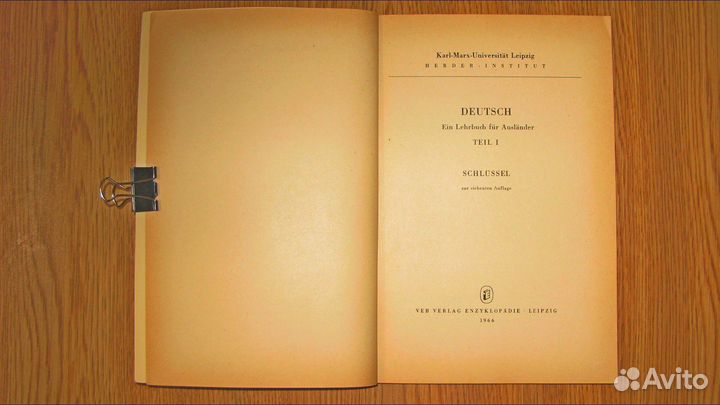 Karl-Marx-Universität Leipzig
HERDER-INSTITUT
DEUTSCH
Ein Lehrbuch für Ausländer
TEIL I
SCHLÜSSEL
zur siebenten Auflage
VEB VERLAG ENZYKLOPÄDIE · LEIPZIG
1966
Avito